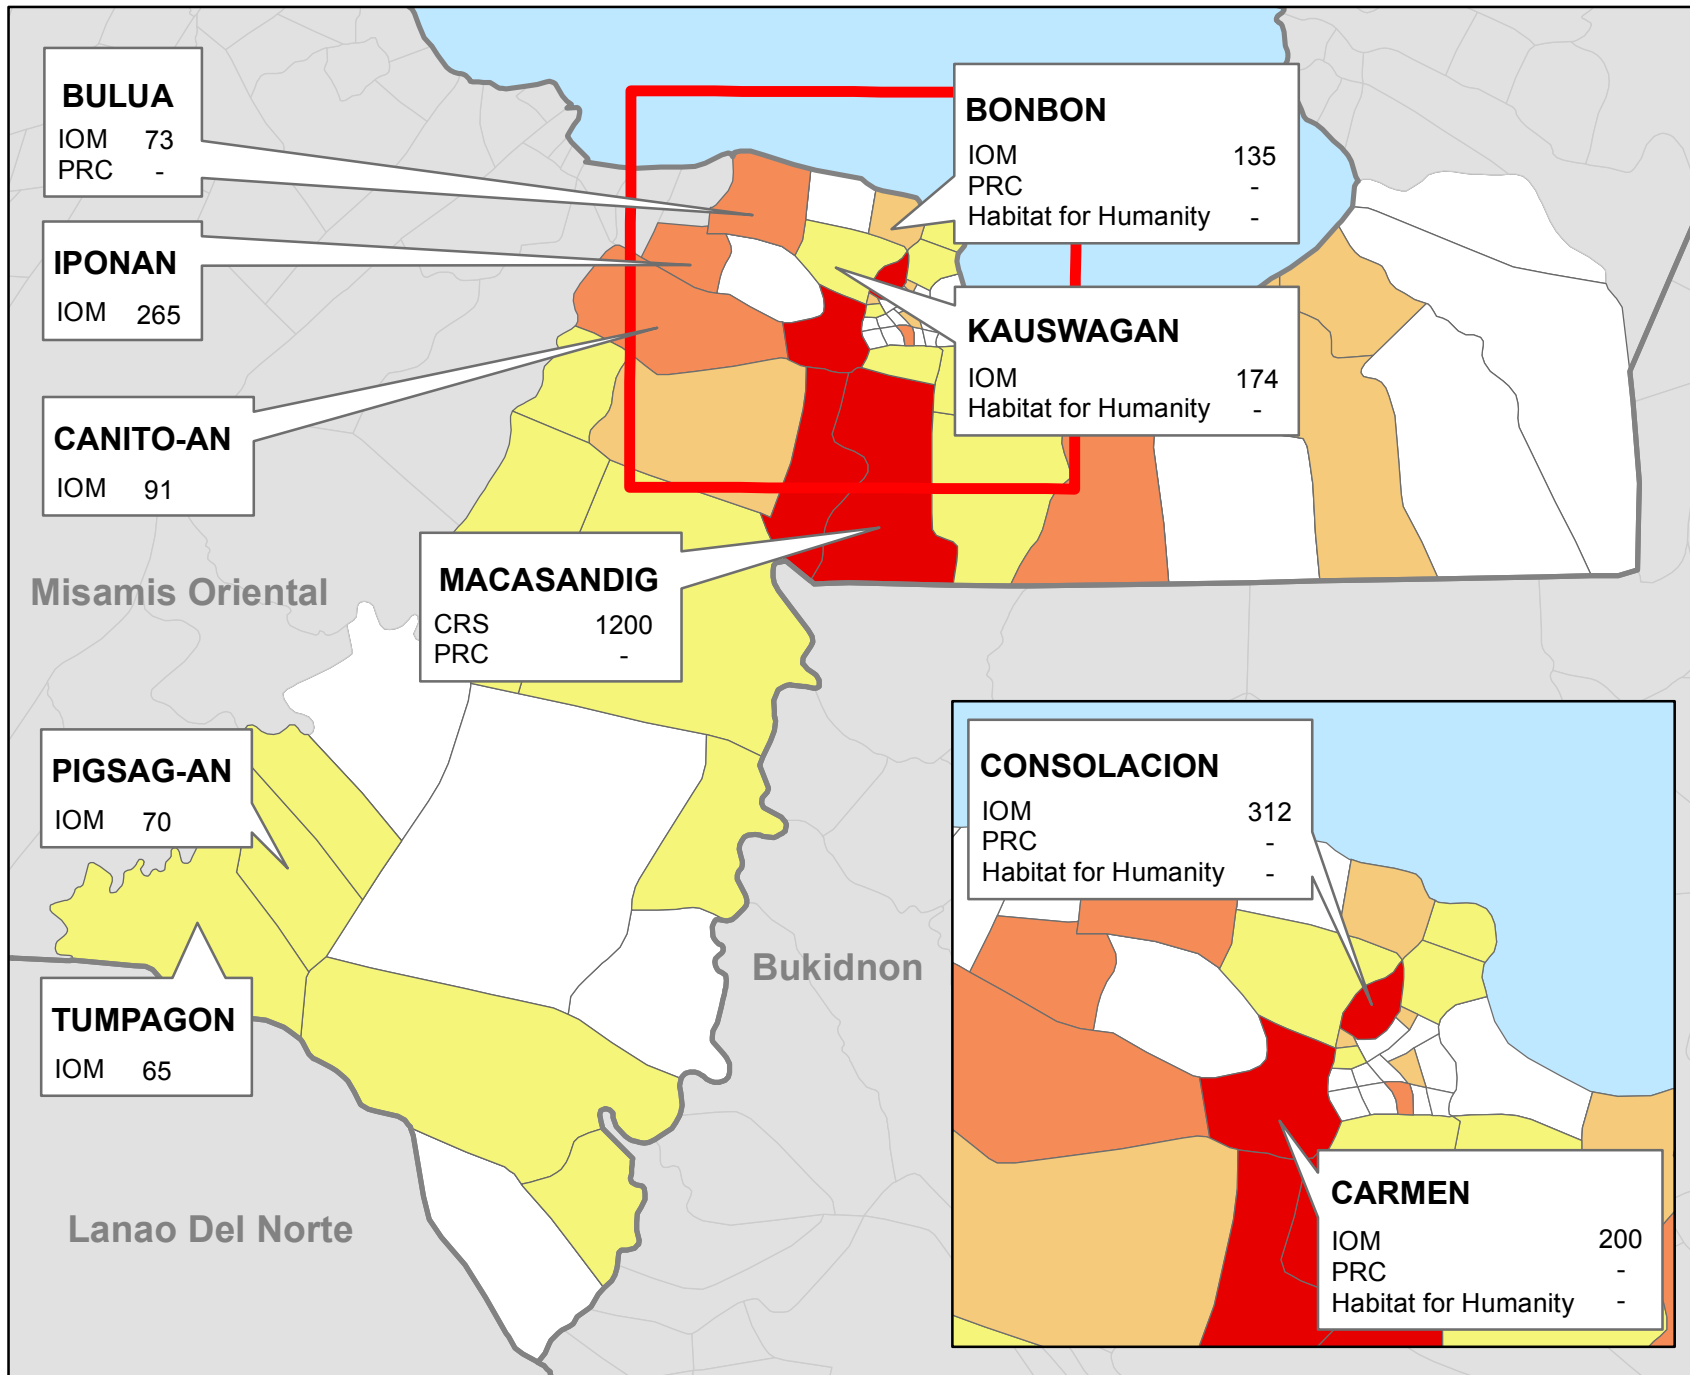 BULUA
IOM 73
PRC -
IPONAN
IOM 265
CANITO-AN
IOM 91
BONBON
IOM 135
PRC -
Habitat for Humanity -
KAUSWAGAN
IOM 174
Habitat for Humanity -
MACASANDIG
CRS 1200
PRC -
Misamis Oriental
PIGSAG-AN
IOM 70
TUMPAGON
IOM 65
Bukidnon
Lanao Del Norte
CONSOLACION
IOM 312
PRC -
Habitat for Humanity -
CARMEN
IOM 200
PRC -
Habitat for Humanity -